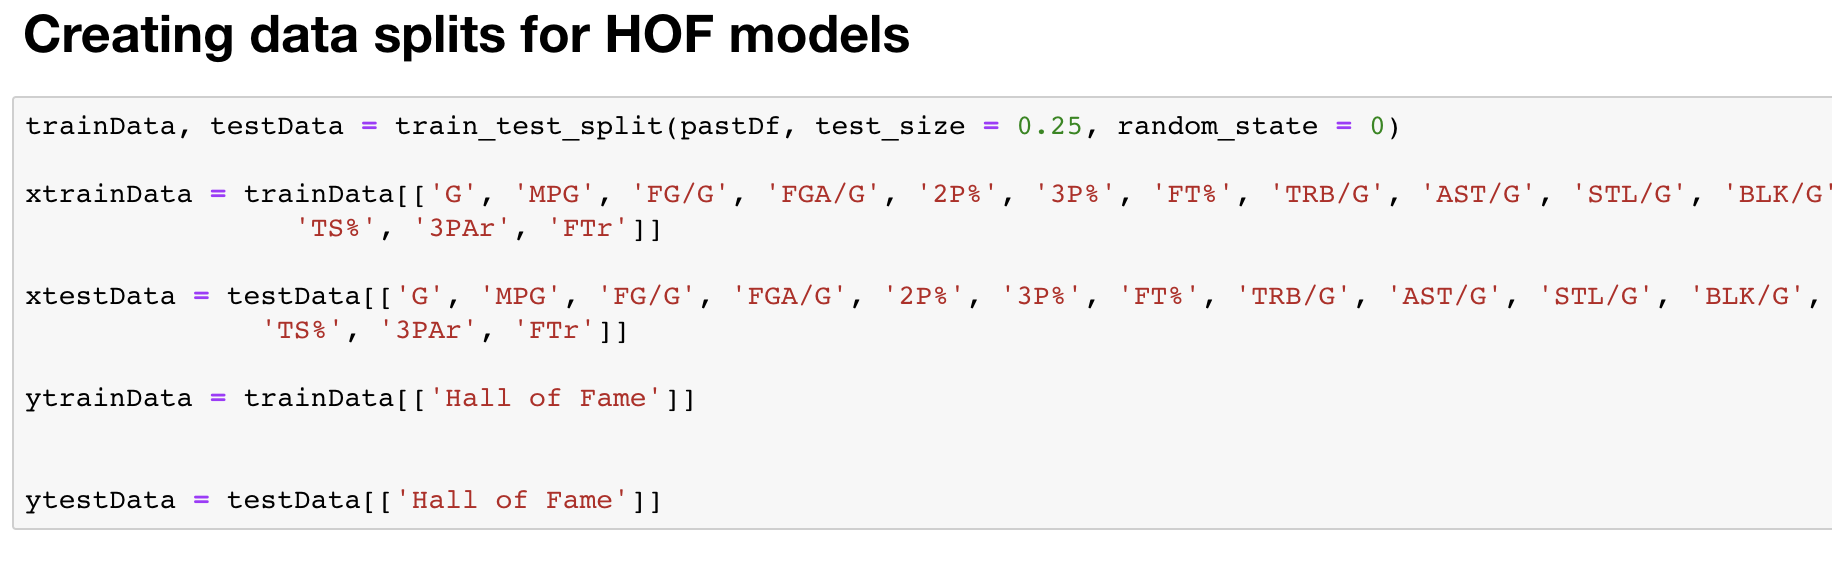 Creating data splits for HOF models
trainData, testData = train_test_split(pastDf, test_size = 0.25, random_state = 0)
xtrainData = trainData[['G', 'MPG', 'FG/G', 'FGA/G', '2P%', '3P%', 'FT%', 'TRB/G', 'AST/G', 'STL/G', 'BLK/G'
'TS%', '3PAr', 'FTr']]
xtestData = testData[['G', 'MPG', 'FG/G', 'FGA/G', '2P%', '3P%', 'FT%', 'TRB/G', 'AST/G', 'STL/G', 'BLK/G',
'TS%', '3PAr', 'FTr']]
ytrainData = trainData[['Hall of Fame']]
ytestData = testData[['Hall of Fame']]